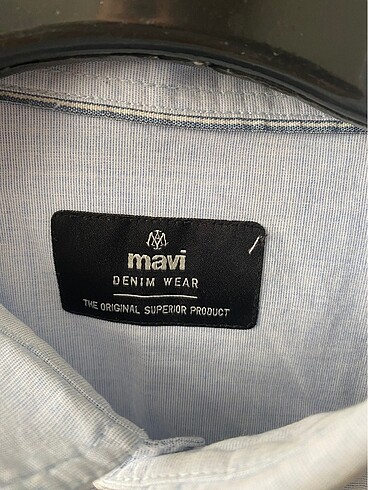 mavi
DENIM WEAR
THE ORIGINAL SUPERIOR PRODUCT